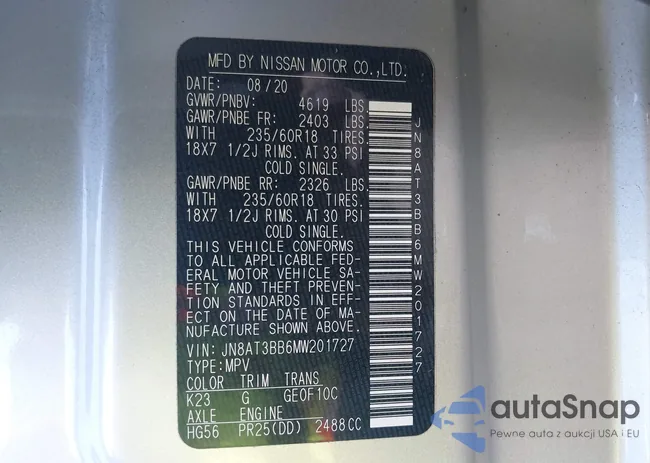 MFD BY NISSAN MOTOR CO.,LTD.
DATE: 08/20
GVWR/PNBV: 4619 LBS.
GAWR/PNBE FR: 2403 LBS.
WITH 235/60R18 TIRES.
18X7 1/2J RIMS. AT 33 PSI
COLD SINGLE.
GAWR/PNBE RR: 2326 LBS.
WITH 235/60R18 TIRES.
18X7 1/2J RIMS. AT 30 PSI
COLD SINGLE.
THIS VEHICLE CONFORMS
TO ALL APPLICABLE FED-
ERAL MOTOR VEHICLE SA-
FETY AND THEFT PREVEN-
TION STANDARDS IN EFF-
ECT ON THE DATE OF MA-
NUFACTURE SHOWN ABOVE.
VIN: JN8AT3BB6MW201727
TYPE:MPV
COLOR TRIM TRANS
K23 G GE0F10C
AXLE ENGINE
HG56 PR25(DD) 2488CC
JN8AT3BB6MW201727
autaSnap
Pewne auta z aukcji USA i EU